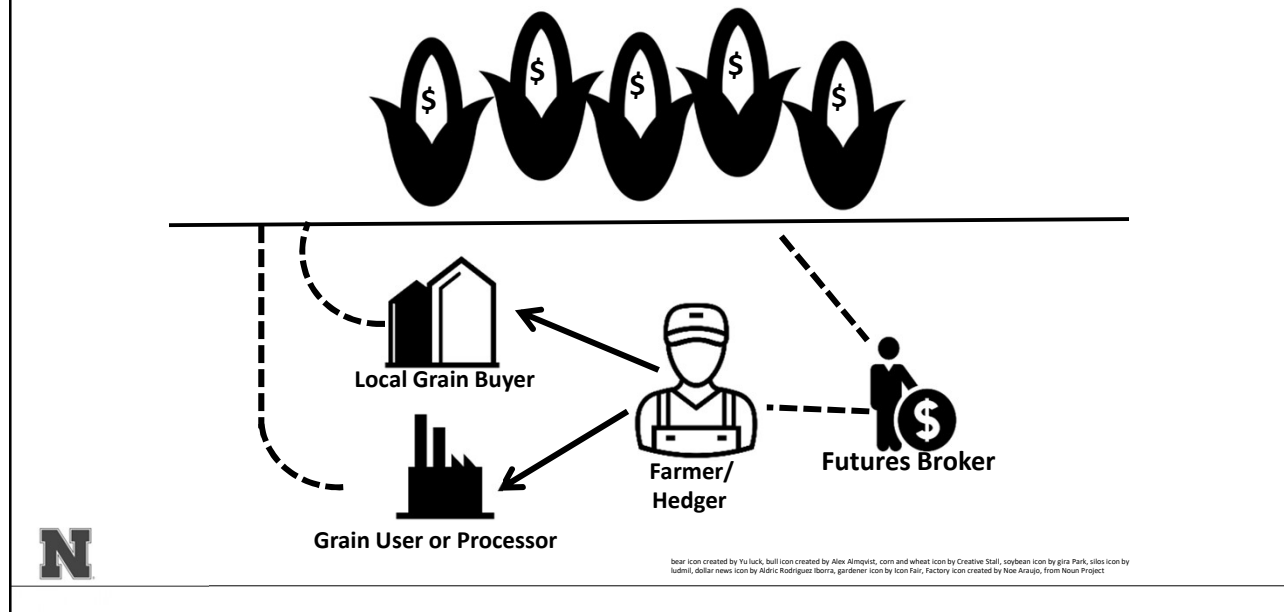 $ $ $ $ $
Local Grain Buyer
Farmer/
Hedger
$
Futures Broker
Grain User or Processor
N
bear icon created by Yu luck, bull icon created by Alex Almqvist, corn and wheat icon by Creative Stall, soybean icon by gira Park, silos icon by
ludmil, dollar news icon by Aldric Rodriguez Iborra, gardener icon by Icon Fair, Factory icon created by Noe Araujo, from Noun Project